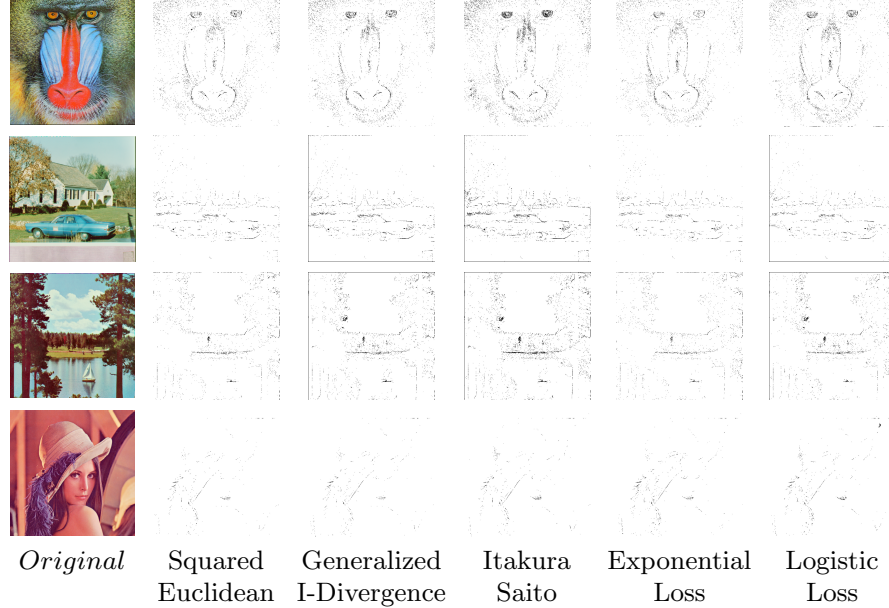 Original
Squared
Euclidean
Generalized
I-Divergence
Itakura
Saito
Exponential
Loss
Logistic
Loss